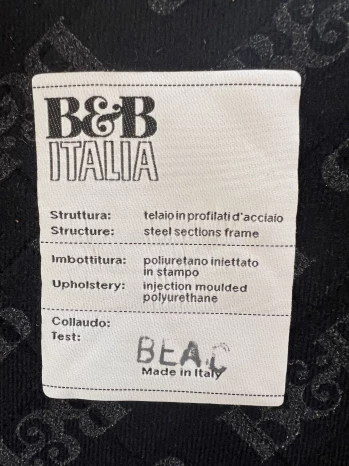 B&B
ITALIA
Struttura: telaio in profilati d'acciaio
Structure: steel sections frame
Imbottitura: poliuretano iniettato
in stampo
Upholstery: injection moulded
polyurethane
Collaudo:
Test:
BEA.C
Made in Italy